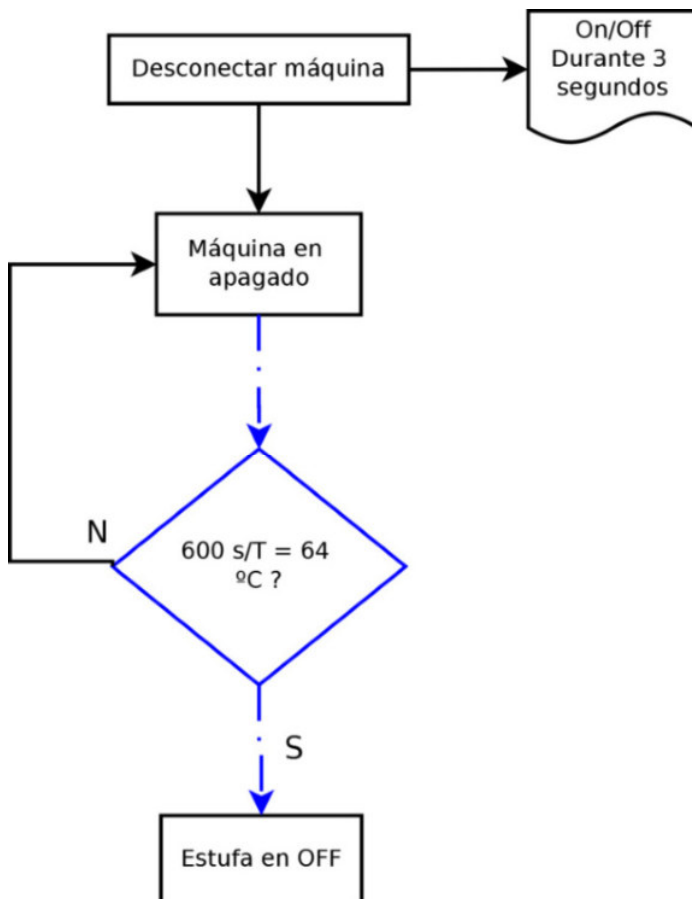 Desconectar máquina
On/Off
Durante 3
segundos
Máquina en
apagado
N
600 s/T = 64
ºC ?
S
Estufa en OFF